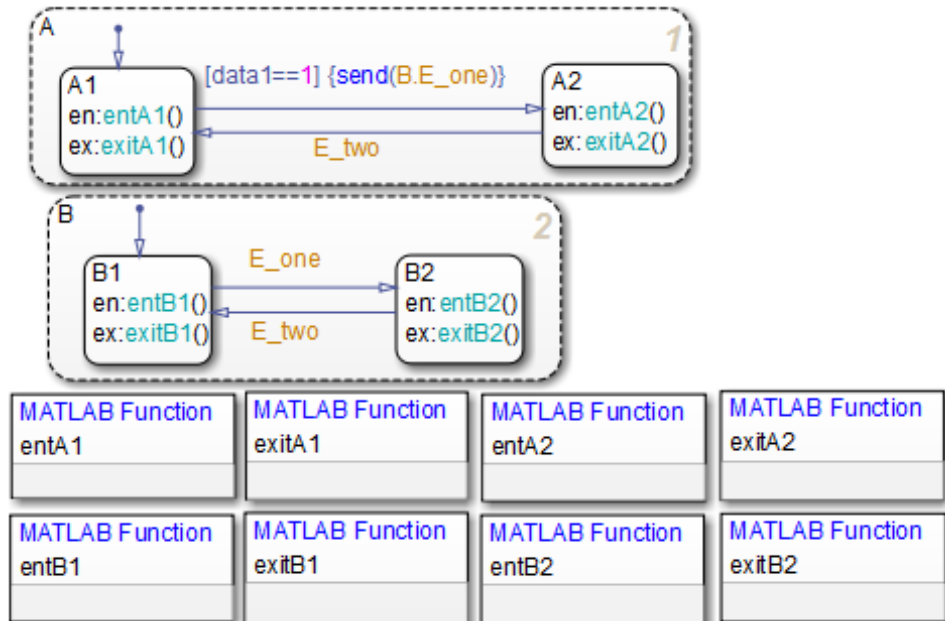 A
1
[data1==1] {send(B.E_one)}
A1
en:entA1()
ex:exitA1()
A2
en:entA2()
ex:exitA2()
E_two
B
2
E_one
B1
en:entB1()
ex:exitB1()
B2
en:entB2()
ex:exitB2()
E_two
MATLAB Function
entA1
MATLAB Function
exitA1
MATLAB Function
entA2
MATLAB Function
exitA2
MATLAB Function
entB1
MATLAB Function
exitB1
MATLAB Function
entB2
MATLAB Function
exitB2